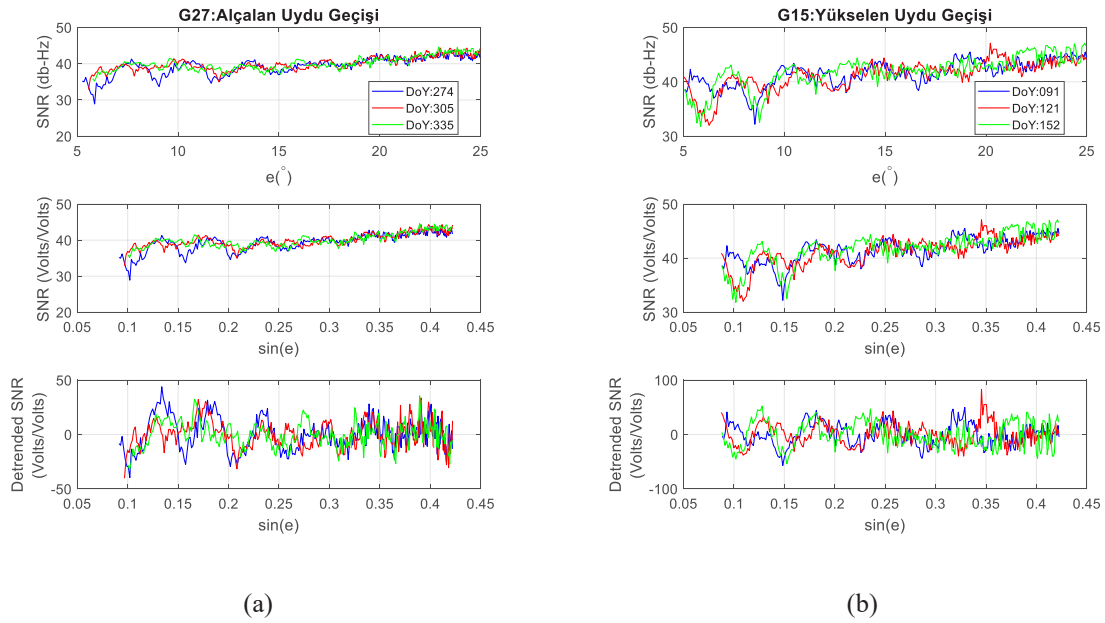 G27:Alçalan Uydu Geçişi
SNR (db-Hz)
50
40
30
20
5
10
15
20
25
e(°)
DoY:274
DoY:305
DoY:335
SNR (Volts/Volts)
50
40
30
20
0.05
0.1
0.15
0.2
0.25
0.3
0.35
0.4
0.45
sin(e)
Detrended SNR
(Volts/Volts)
50
0
-50
0.05
0.1
0.15
0.2
0.25
0.3
0.35
0.4
0.45
sin(e)
(a)
G15:Yükselen Uydu Geçişi
SNR (db-Hz)
50
40
30
5
10
15
20
25
e(°)
DoY:091
DoY:121
DoY:152
SNR (Volts/Volts)
50
40
30
0.05
0.1
0.15
0.2
0.25
0.3
0.35
0.4
0.45
sin(e)
Detrended SNR
(Volts/Volts)
100
0
-100
0.05
0.1
0.15
0.2
0.25
0.3
0.35
0.4
0.45
sin(e)
(b)